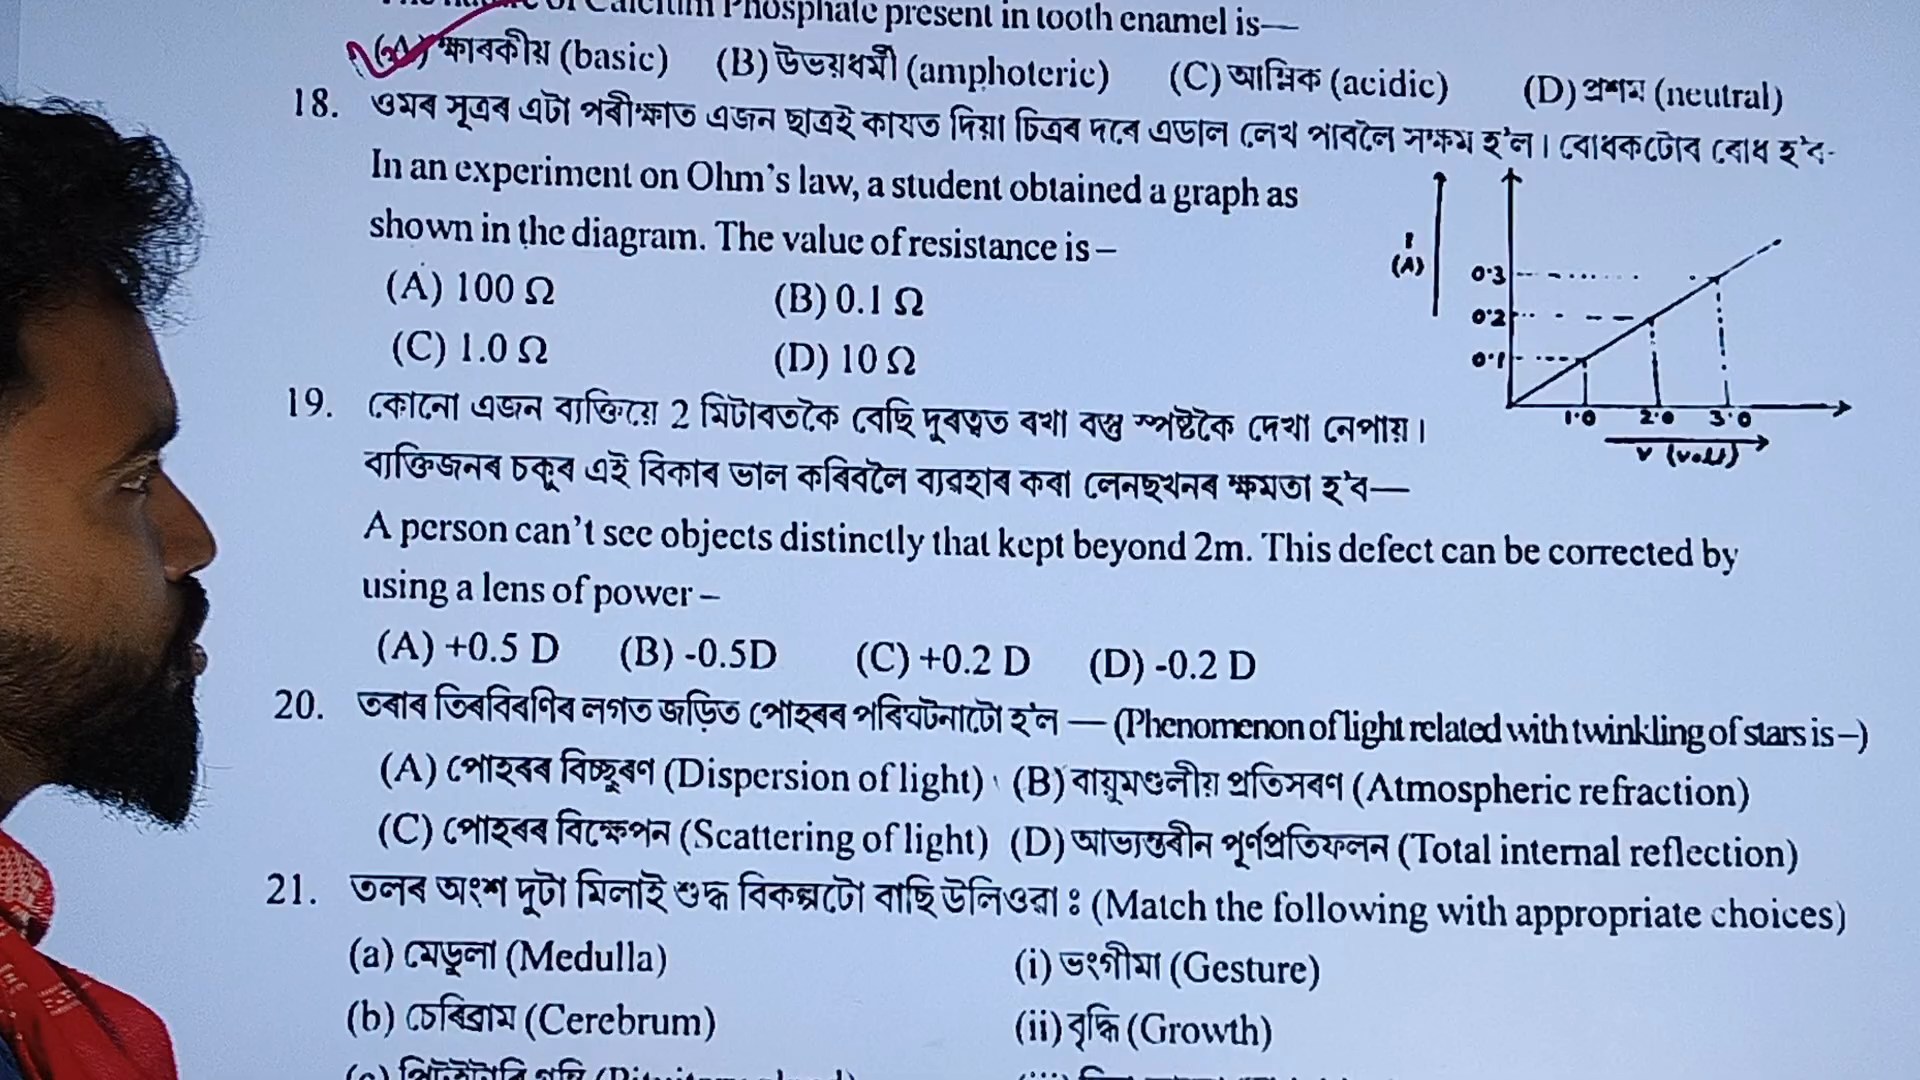 of Calcium Phosphate present in tooth enamel is—
(A) ক্ষাৰকীয় (basic) (B) উভয়ধৰ্মী (amphoteric) (C) আম্লিক (acidic) (D) প্ৰশম (neutral)
18. ওমৰ সূত্ৰৰ এটা পৰীক্ষাত এজন ছাত্ৰই কাষত দিয়া চিত্ৰৰ দৰে এডাল লেখ পাবলৈ সক্ষম হ'ল। ৰোধকটোৰ ৰোধ হ'ব-
In an experiment on Ohm's law, a student obtained a graph as
shown in the diagram. The value of resistance is –
(A) 100 Ω (B) 0.1 Ω
(C) 1.0 Ω (D) 10 Ω
I
(A)
0.3
0.2
0.1
1.0 2.0 3.0
V (volt)
19. কোনো এজন ব্যক্তিয়ে 2 মিটাৰতকৈ বেছি দূৰত্বত ৰখা বস্তু স্পষ্টকৈ দেখা নেপায়।
ব্যক্তিজনৰ চকুৰ এই বিকাৰ ভাল কৰিবলৈ ব্যৱহাৰ কৰা লেনছখনৰ ক্ষমতা হ'ব—
A person can't see objects distinctly that kept beyond 2m. This defect can be corrected by
using a lens of power –
(A) +0.5 D (B) -0.5D (C) +0.2 D (D) -0.2 D
20. তৰাৰ তিৰবিৰণিৰ লগত জড়িত পোহৰৰ পৰিঘটনাটো হ'ল — (Phenomenon of light related with twinkling of stars is –)
(A) পোহৰৰ বিচ্ছুৰণ (Dispersion of light) (B) বায়ুমণ্ডলীয় প্ৰতিসৰণ (Atmospheric refraction)
(C) পোহৰৰ বিক্ষেপন (Scattering of light) (D) আভ্যন্তৰীন পূৰ্ণপ্ৰতিফলন (Total internal reflection)
21. তলৰ অংশ দুটা মিলাই শুদ্ধ বিকল্পটো বাছি উলিওৱা ঃ (Match the following with appropriate choices)
(a) মেডুলা (Medulla) (i) ভংগীমা (Gesture)
(b) চেৰিব্ৰাম (Cerebrum) (ii) বৃদ্ধি (Growth)